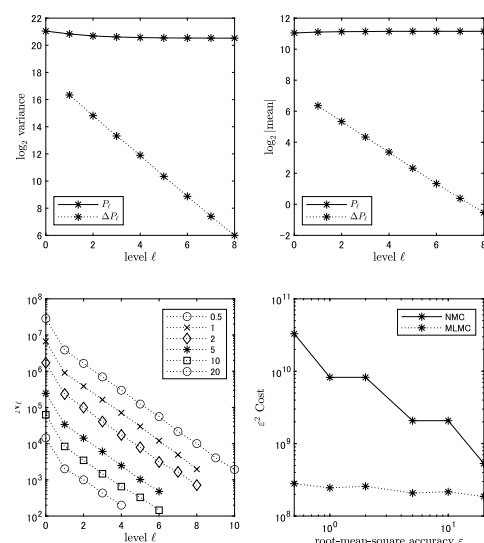 22
20
18
16
14
12
10
8
6
log₂ variance
0 2 4 6 8
level ℓ
P_ℓ
ΔP_ℓ
12
10
8
6
4
2
0
-2
log₂ |mean|
0 2 4 6 8
level ℓ
P_ℓ
ΔP_ℓ
10⁸
10⁷
10⁶
10⁵
10⁴
10³
10²
N_ℓ
0 2 4 6 8 10
level ℓ
0.5
1
2
5
10
20
10¹¹
10¹⁰
10⁹
10⁸
ε² Cost
10⁰ 10¹
root-mean-square accuracy ε
NMC
MLMC